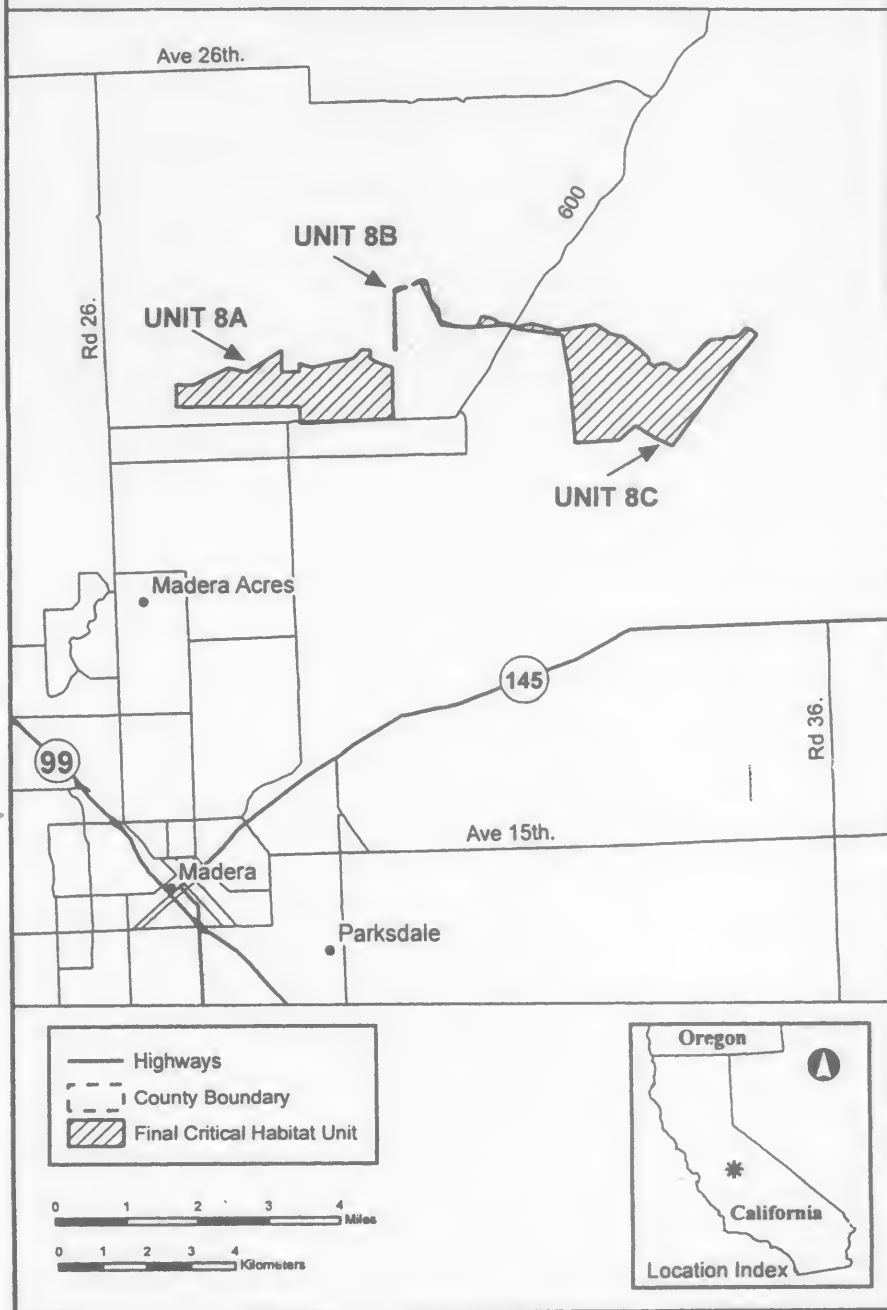 Ave 26th.
600
UNIT 8B
Rd 26.
UNIT 8A
UNIT 8C
Madera Acres
145
99
Rd 36.
Ave 15th.
Madera
Parksdale
Highways
County Boundary
Final Critical Habitat Unit
0 1 2 3 4
Miles
0 1 2 3 4
Kilometers
Oregon
California
Location Index